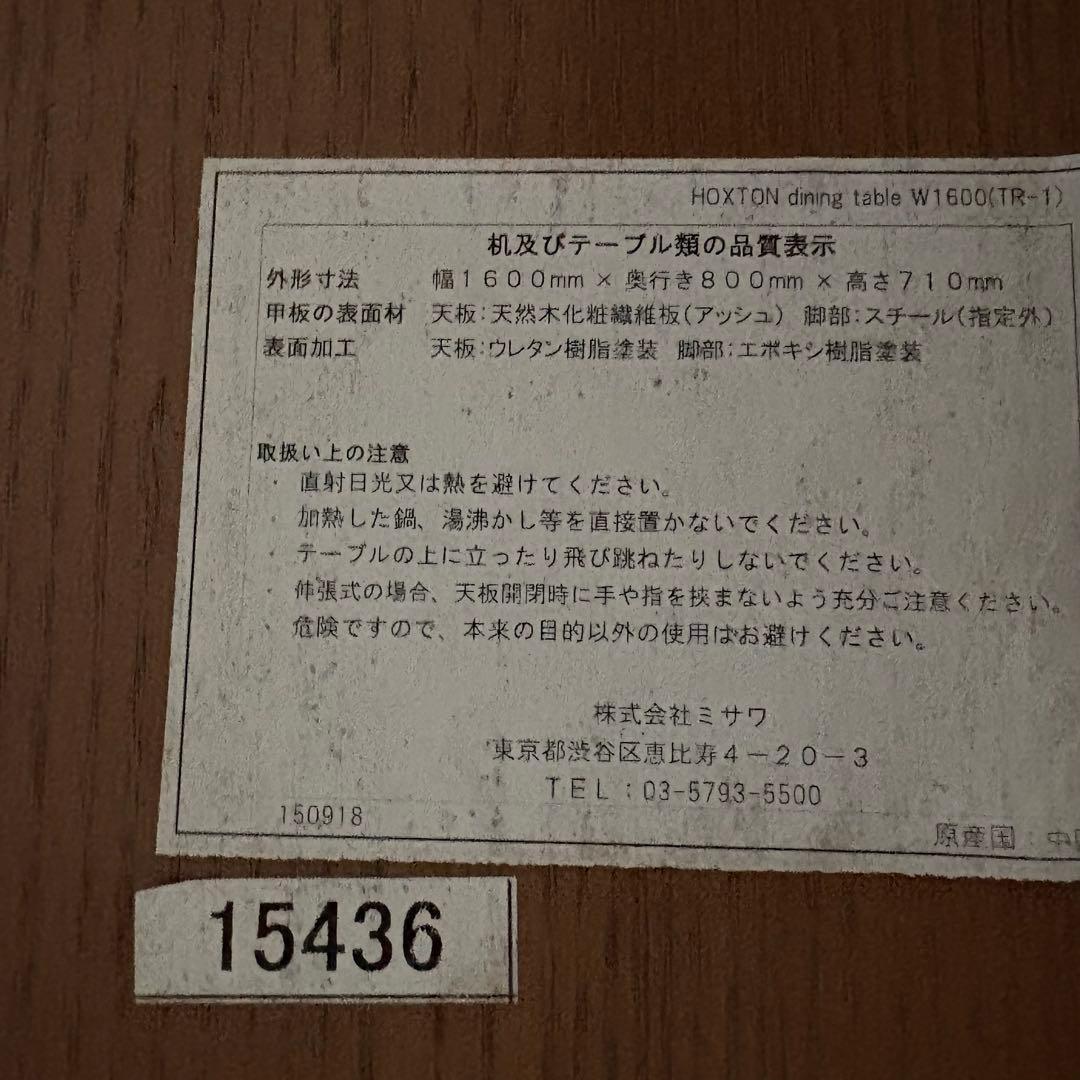 HOXTON dining table W1600(TR-1)
机及びテーブル類の品質表示
外形寸法 幅1600mm × 奥行き800mm × 高さ710mm
甲板の表面材 天板:天然木化粧繊維板(アッシュ) 脚部:スチール(指定外)
表面加工 天板:ウレタン樹脂塗装 脚部:エポキシ樹脂塗装
取扱い上の注意
・ 直射日光又は熱を避けてください。
・ 加熱した鍋、湯沸かし等を直接置かないでください。
・ テーブルの上に立ったり飛び跳ねたりしないでください。
・ 伸張式の場合、天板開閉時に手や指を挟まないよう充分ご注意ください。
・ 危険ですので、本来の目的以外の使用はお避けください。
株式会社ミサワ
東京都渋谷区恵比寿4-20-3
TEL:03-5793-5500
150918
原産国:中
15436